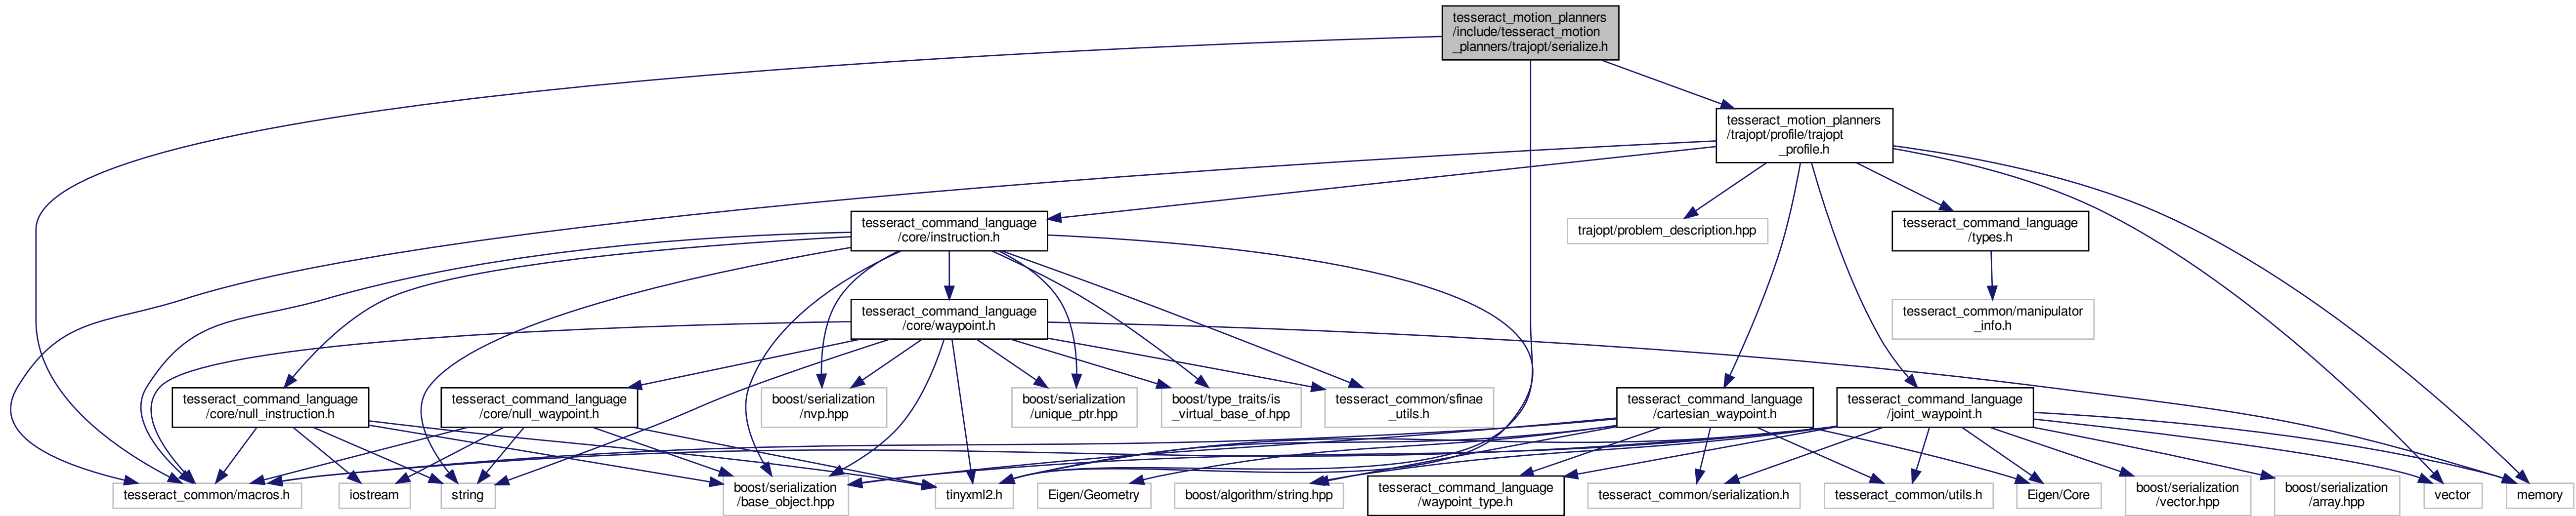 tesseract_motion_planners
/include/tesseract_motion
_planners/trajopt/serialize.h
tesseract_motion_planners
/trajopt/profile/trajopt
_profile.h
tesseract_command_language
/core/instruction.h
trajopt/problem_description.hpp
tesseract_command_language
/types.h
tesseract_command_language
/core/waypoint.h
tesseract_common/manipulator
_info.h
tesseract_command_language
/core/null_instruction.h
tesseract_command_language
/core/null_waypoint.h
boost/serialization
/nvp.hpp
boost/serialization
/unique_ptr.hpp
boost/type_traits/is
_virtual_base_of.hpp
tesseract_common/sfinae
_utils.h
tesseract_command_language
/cartesian_waypoint.h
tesseract_command_language
/joint_waypoint.h
tesseract_common/macros.h
iostream
string
boost/serialization
/base_object.hpp
tinyxml2.h
Eigen/Geometry
boost/algorithm/string.hpp
tesseract_command_language
/waypoint_type.h
tesseract_common/serialization.h
tesseract_common/utils.h
Eigen/Core
boost/serialization
/vector.hpp
boost/serialization
/array.hpp
vector
memory